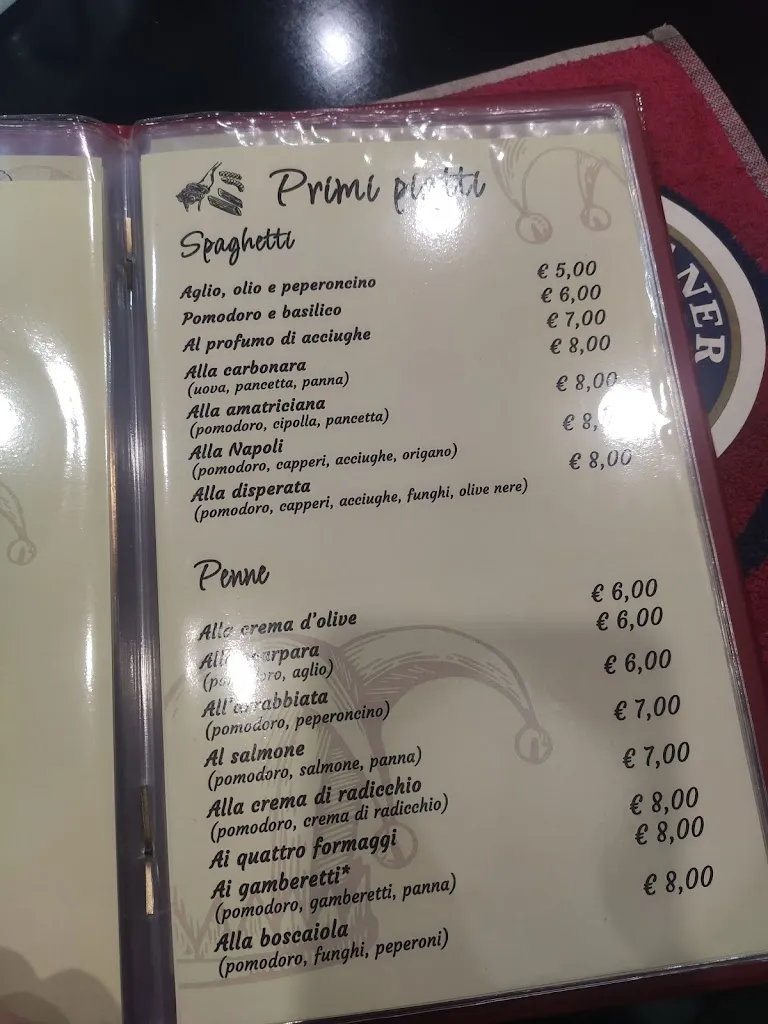 Primi piatti
Spaghetti
Aglio, olio e peperoncino € 5,00
Pomodoro e basilico € 6,00
Al profumo di acciughe € 7,00
Alla carbonara € 8,00
(uova, pancetta, panna)
Alla amatriciana € 8,00
(pomodoro, cipolla, pancetta)
Alla Napoli € 8,
(pomodoro, capperi, acciughe, origano)
Alla disperata € 8,00
(pomodoro, capperi, acciughe, funghi, olive nere)
Penne
Alla crema d'olive € 6,00
Alla € 6,00
(pomodoro, aglio)
All'arrabbiata € 6,00
(pomodoro, peperoncino)
Al salmone € 7,00
(pomodoro, salmone, panna)
Alla crema di radicchio € 7,00
(pomodoro, crema di radicchio)
Ai quattro formaggi € 8,00
Ai gamberetti* € 8,00
(pomodoro, gamberetti, panna)
Alla boscaiola € 8,00
(pomodoro, funghi, peperoni)
NER